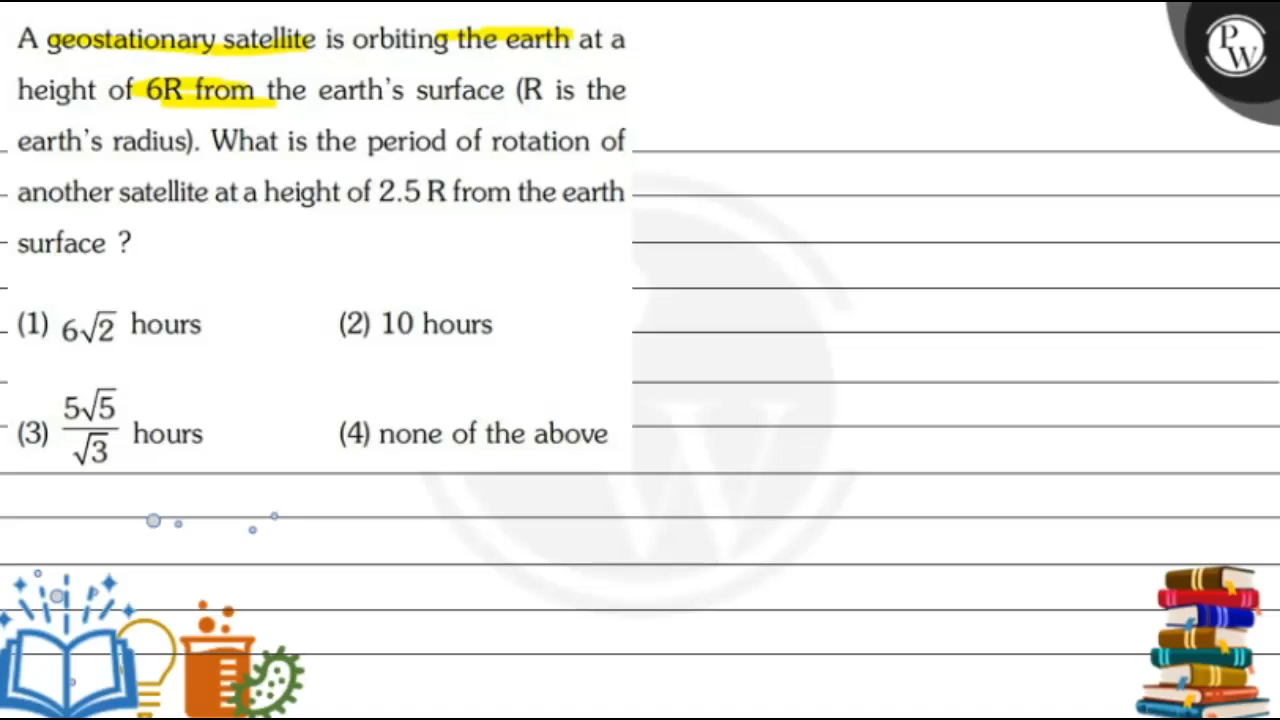 A geostationary satellite is orbiting the earth at a
height of 6R from the earth's surface (R is the
earth's radius). What is the period of rotation of
another satellite at a height of 2.5 R from the earth
surface ?
(1) 6√2 hours (2) 10 hours
(3) 5√5/√3 hours (4) none of the above
PW
W